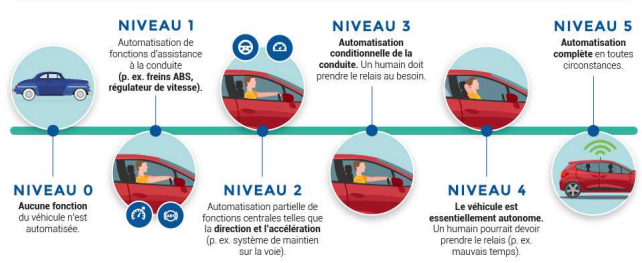 NIVEAU 0
Aucune fonction
du véhicule n'est
automatisée.
NIVEAU 1
Automatisation de
fonctions d'assistance
à la conduite
(p. ex. freins ABS,
régulateur de vitesse).
NIVEAU 2
Automatisation partielle de
fonctions centrales telles que
la direction et l'accélération
(p. ex. système de maintien
sur la voie).
NIVEAU 3
Automatisation
conditionnelle de la
conduite. Un humain doit
prendre le relais au besoin.
NIVEAU 4
Le véhicule est
essentiellement autonome.
Un humain pourrait devoir
prendre le relais (p. ex.
mauvais temps).
NIVEAU 5
Automatisation
complète en toutes
circonstances.